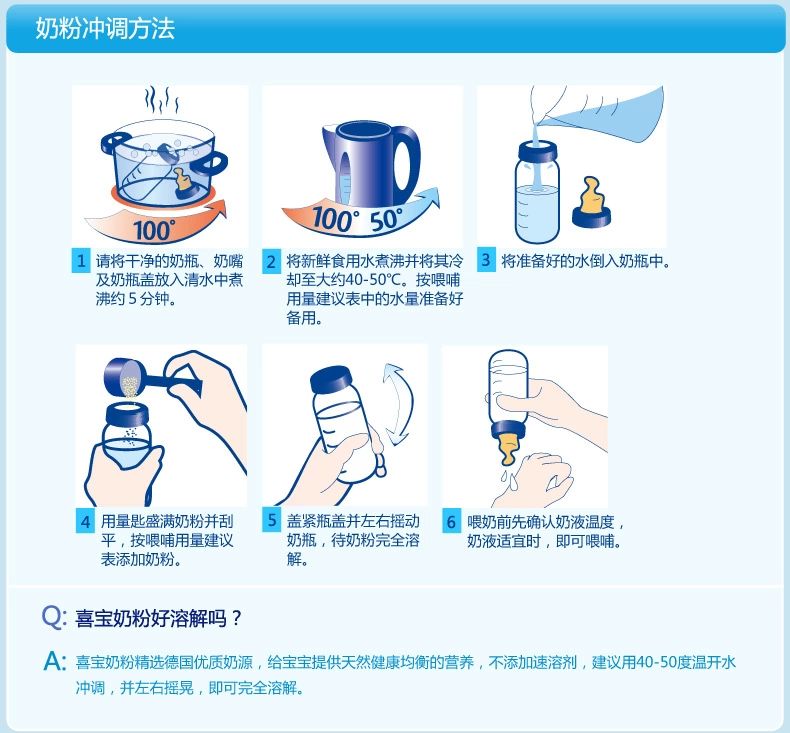 奶粉冲调方法
100°
100° 50°
1 请将干净的奶瓶、奶嘴
及奶瓶盖放入清水中煮
沸约5分钟。
2 将新鲜食用水煮沸并将其冷
却至大约40-50℃。按喂哺
用量建议表中的水量准备好
备用。
3 将准备好的水倒入奶瓶中。
4 用量匙盛满奶粉并刮
平，按喂哺用量建议
表添加奶粉。
5 盖紧瓶盖并左右摇动
奶瓶，待奶粉完全溶
解。
6 喂奶前先确认奶液温度，
奶液适宜时，即可喂哺。
Q: 喜宝奶粉好溶解吗？
A: 喜宝奶粉精选德国优质奶源，给宝宝提供天然健康均衡的营养，不添加速溶剂，建议用40-50度温开水
冲调，并左右摇晃，即可完全溶解。